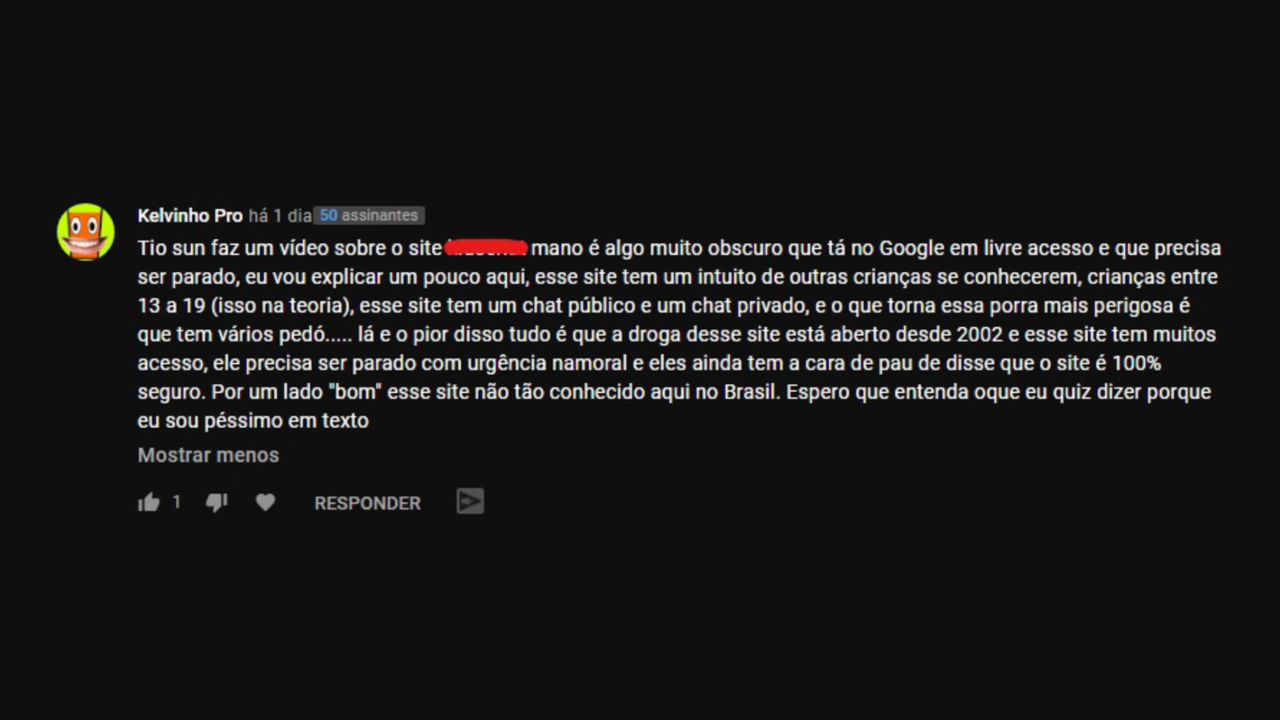 Kelvinho Pro há 1 dia 50 assinantes
Tio sun faz um vídeo sobre o site mano é algo muito obscuro que tá no Google em livre acesso e que precisa
ser parado, eu vou explicar um pouco aqui, esse site tem um intuito de outras crianças se conhecerem, crianças entre
13 a 19 (isso na teoria), esse site tem um chat público e um chat privado, e o que torna essa porra mais perigosa é
que tem vários pedó..... lá e o pior disso tudo é que a droga desse site está aberto desde 2002 e esse site tem muitos
acesso, ele precisa ser parado com urgência namoral e eles ainda tem a cara de pau de disse que o site é 100%
seguro. Por um lado "bom" esse site não tão conhecido aqui no Brasil. Espero que entenda oque eu quiz dizer porque
eu sou péssimo em texto
Mostrar menos
1 RESPONDER